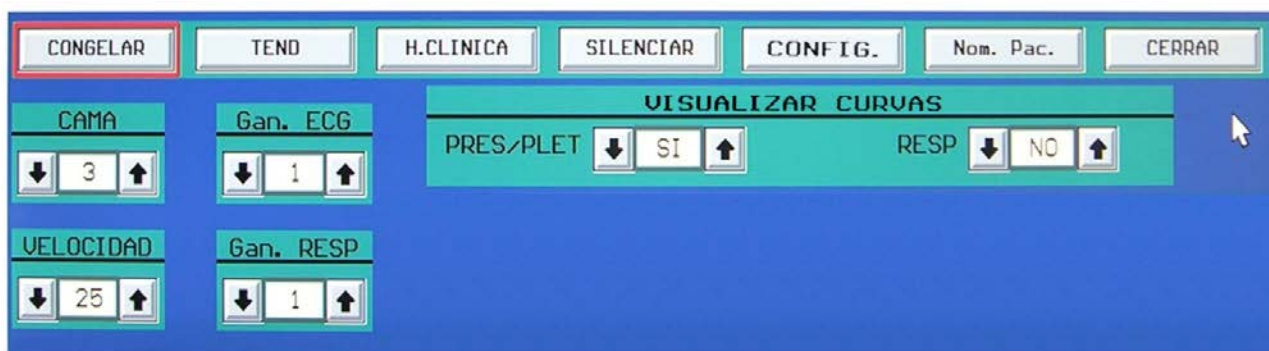 CONGELAR TEND H.CLINICA SILENCIAR CONFIG. Nom. Pac. CERRAR
CAMA Gan. ECG VISUALIZAR CURVAS
3 1 PRES/PLET SI RESP NO
VELOCIDAD Gan. RESP
25 1